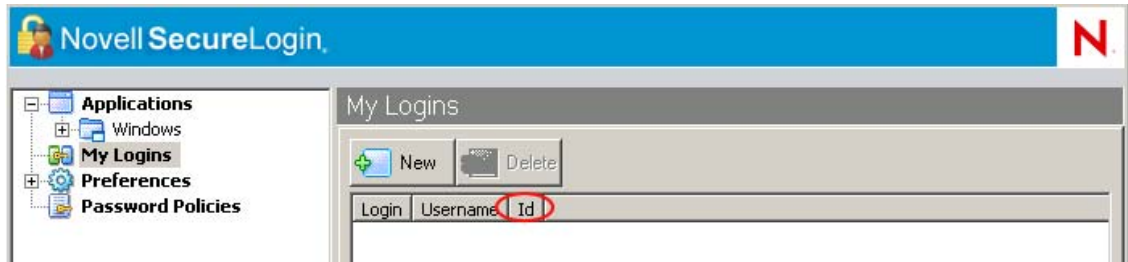 Novell SecureLogin.
N
Applications
Windows
My Logins
Preferences
Password Policies
My Logins
New Delete
Login Username Id